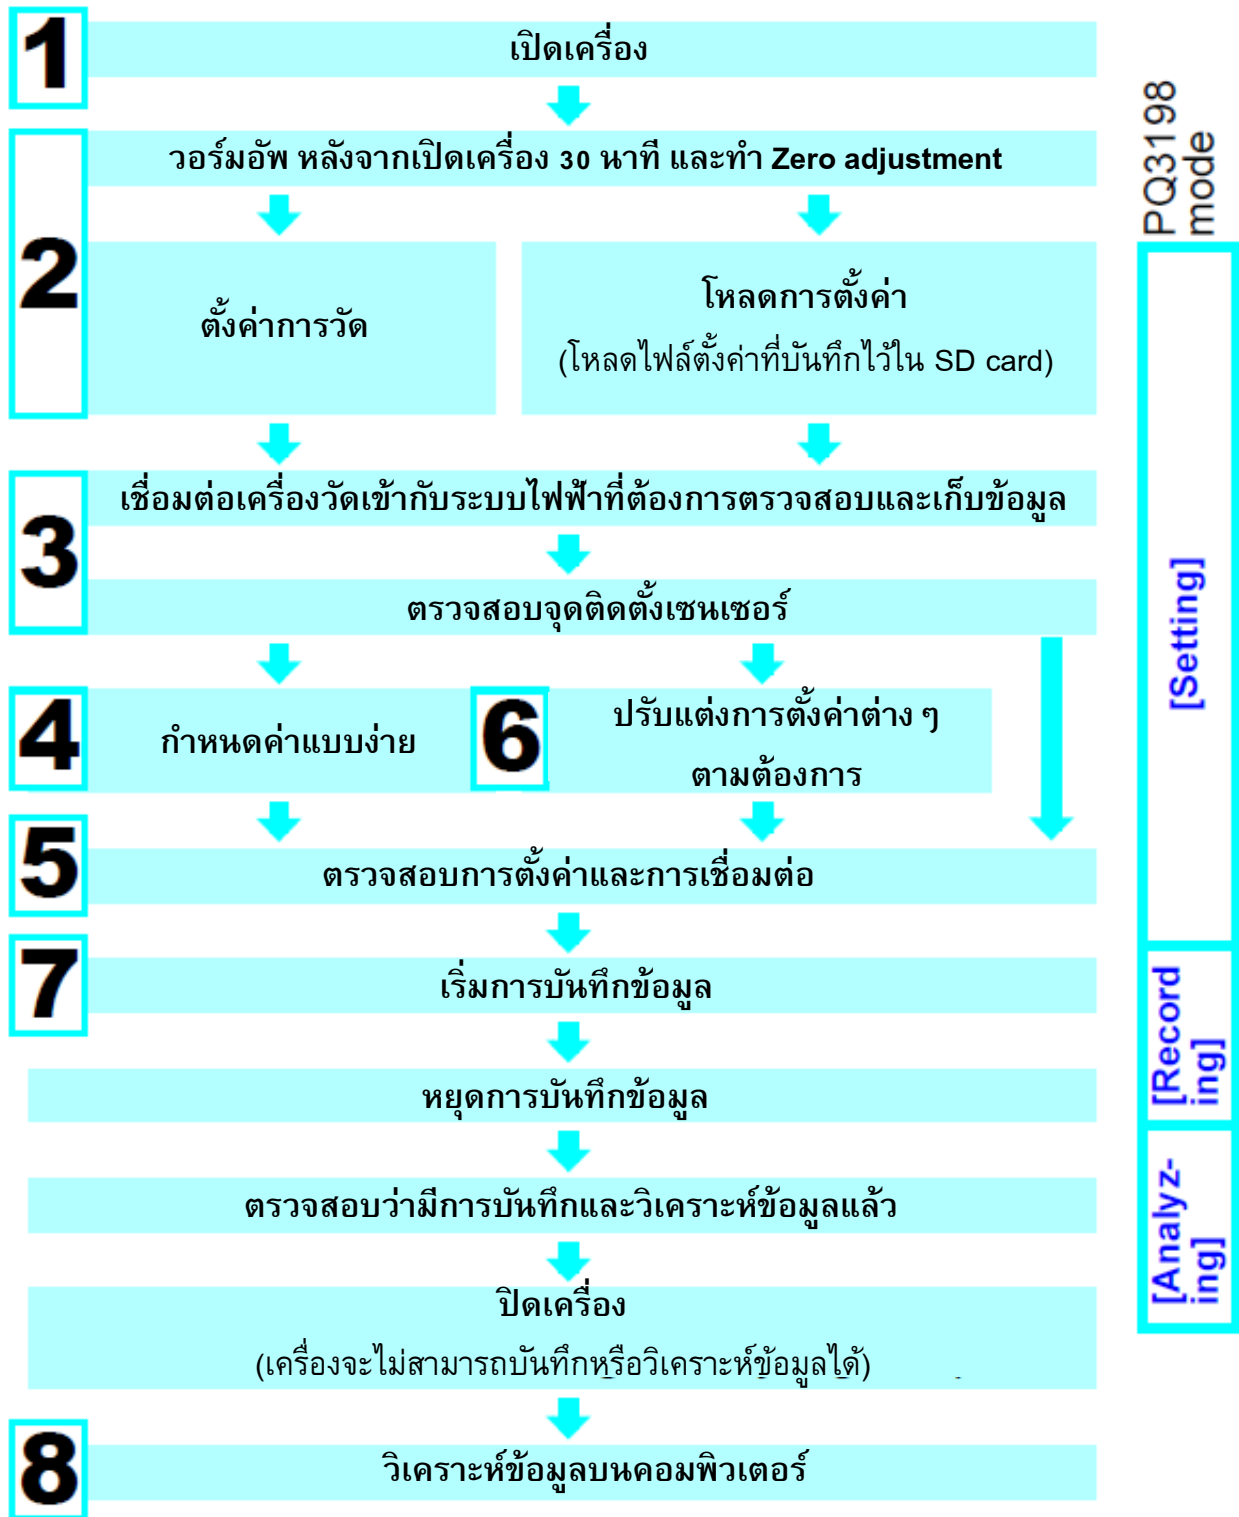 1
เปิดเครื่อง
2
วอร์มอัพ หลังจากเปิดเครื่อง 30 นาที และทำ Zero adjustment
ตั้งค่าการวัด
โหลดการตั้งค่า
(โหลดไฟล์ตั้งค่าที่บันทึกไว้ใน SD card)
3
เชื่อมต่อเครื่องวัดเข้ากับระบบไฟฟ้าที่ต้องการตรวจสอบและเก็บข้อมูล
ตรวจสอบจุดติดตั้งเซนเซอร์
4
กำหนดค่าแบบง่าย
6
ปรับแต่งการตั้งค่าต่าง ๆ
ตามต้องการ
5
ตรวจสอบการตั้งค่าและการเชื่อมต่อ
7
เริ่มการบันทึกข้อมูล
หยุดการบันทึกข้อมูล
ตรวจสอบว่ามีการบันทึกและวิเคราะห์ข้อมูลแล้ว
ปิดเครื่อง
(เครื่องจะไม่สามารถบันทึกหรือวิเคราะห์ข้อมูลได้)
8
วิเคราะห์ข้อมูลบนคอมพิวเตอร์
PQ3198
mode
[Setting]
[Record
ing]
[Analyz-
ing]